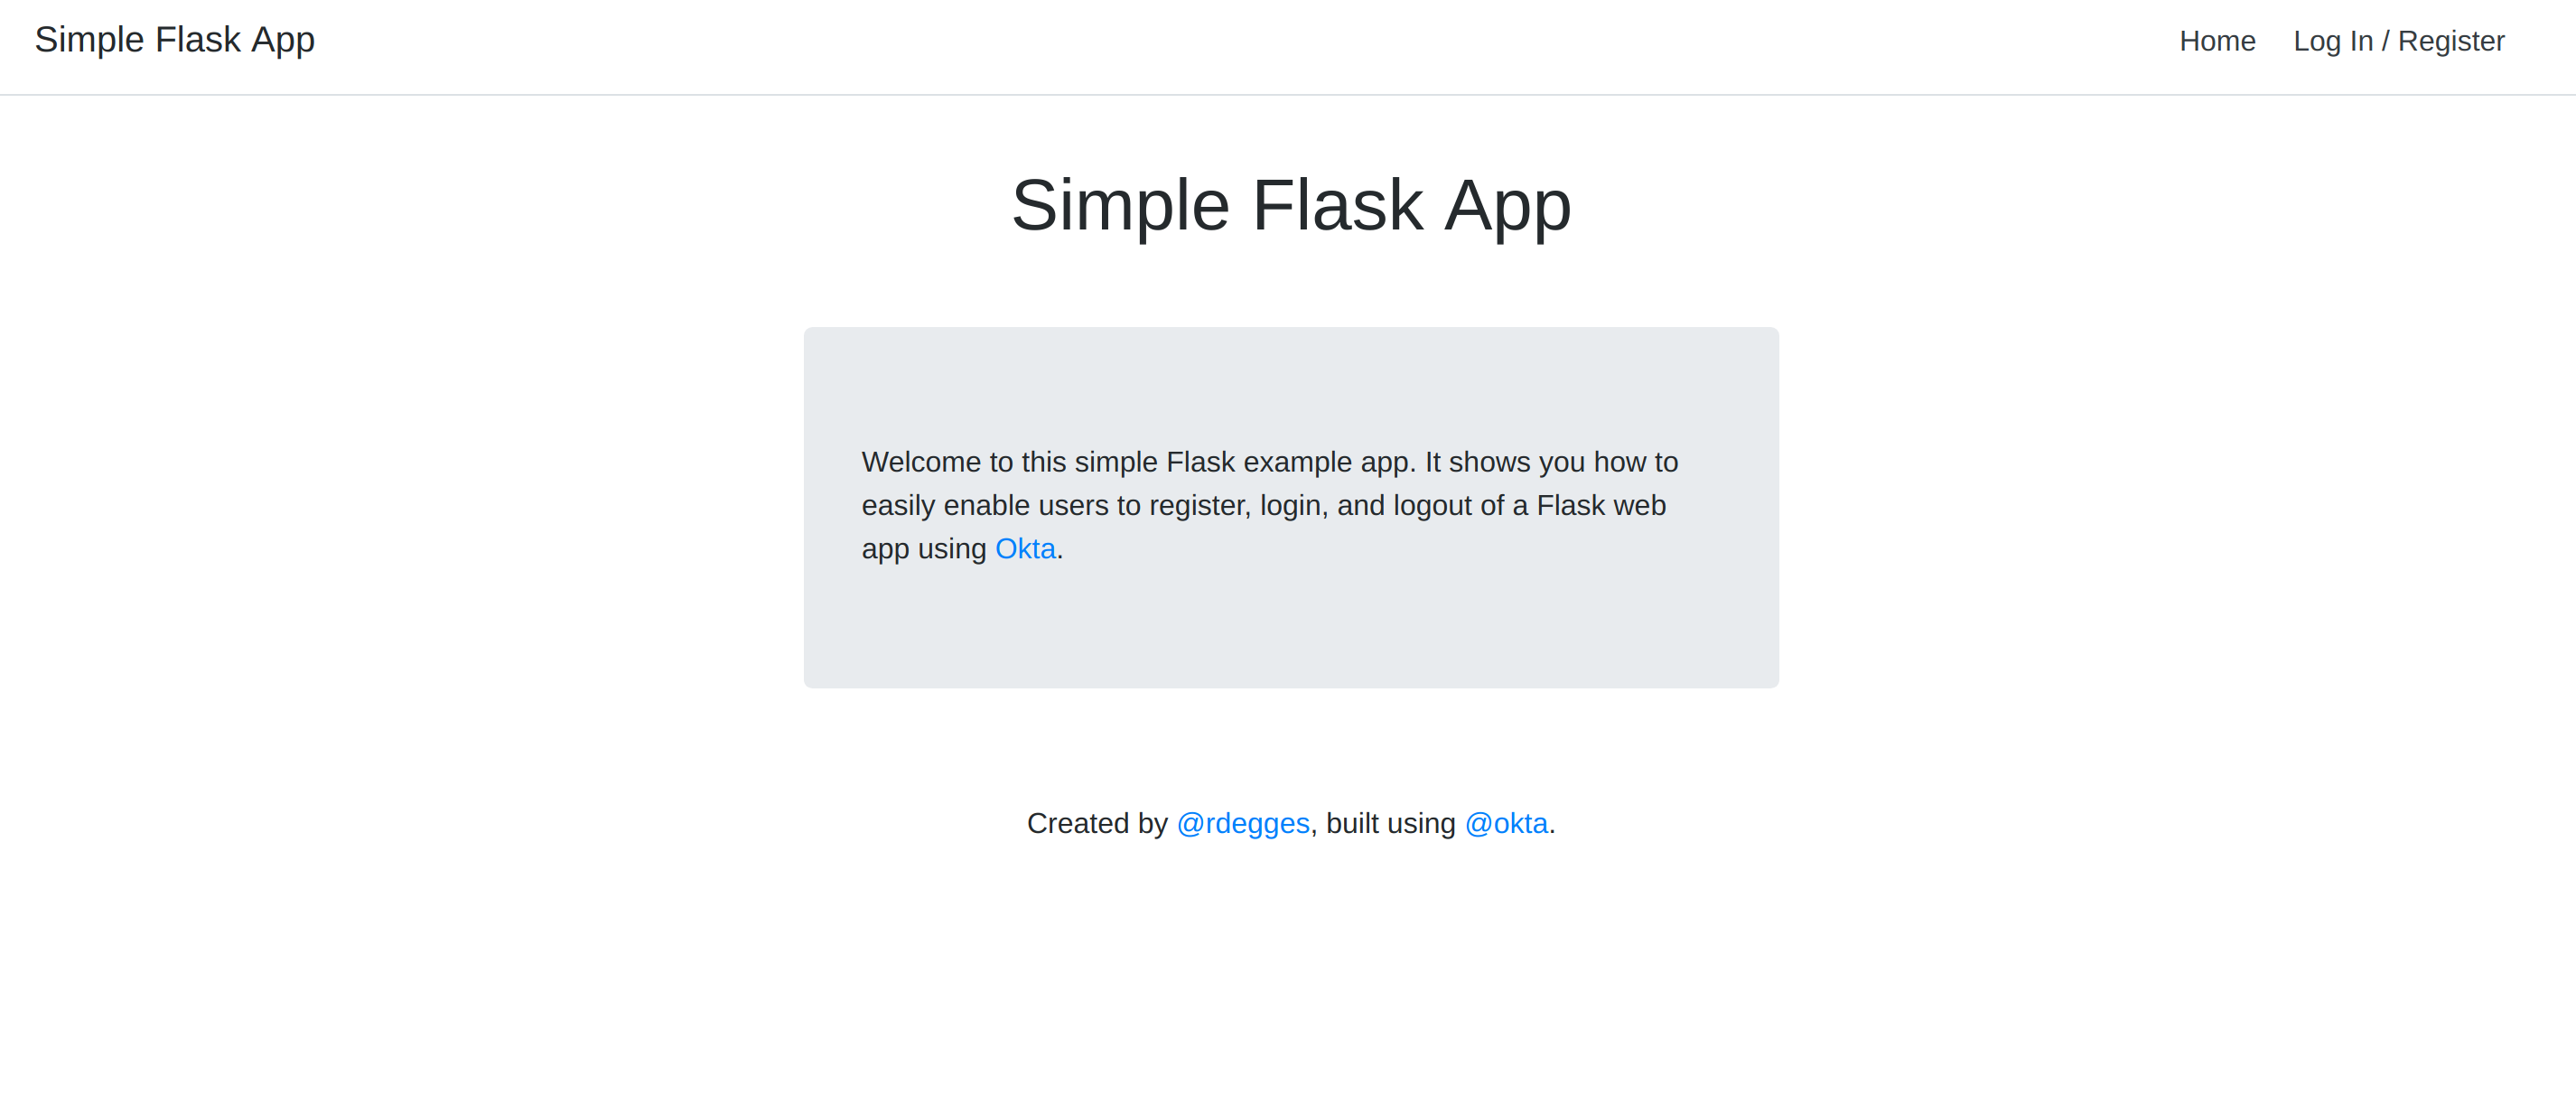 Simple Flask App
Home
Log In / Register
Simple Flask App
Welcome to this simple Flask example app. It shows you how to
easily enable users to register, login, and logout of a Flask web
app using Okta.
Created by @rdegges, built using @okta.